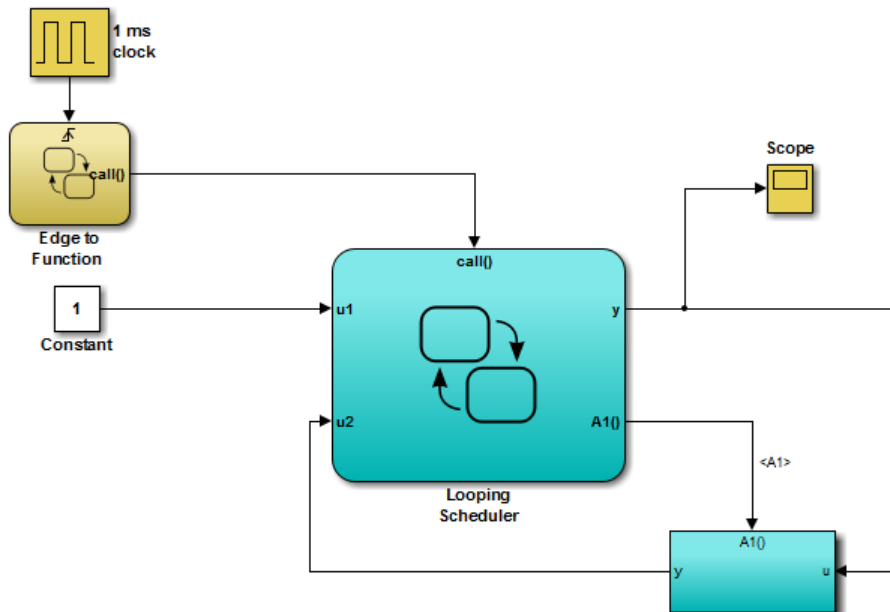 1 ms
clock
call()
Edge to
Function
Scope
call()
1
Constant
u1
y
u2
A1()
<A1>
Looping
Scheduler
A1()
y
u